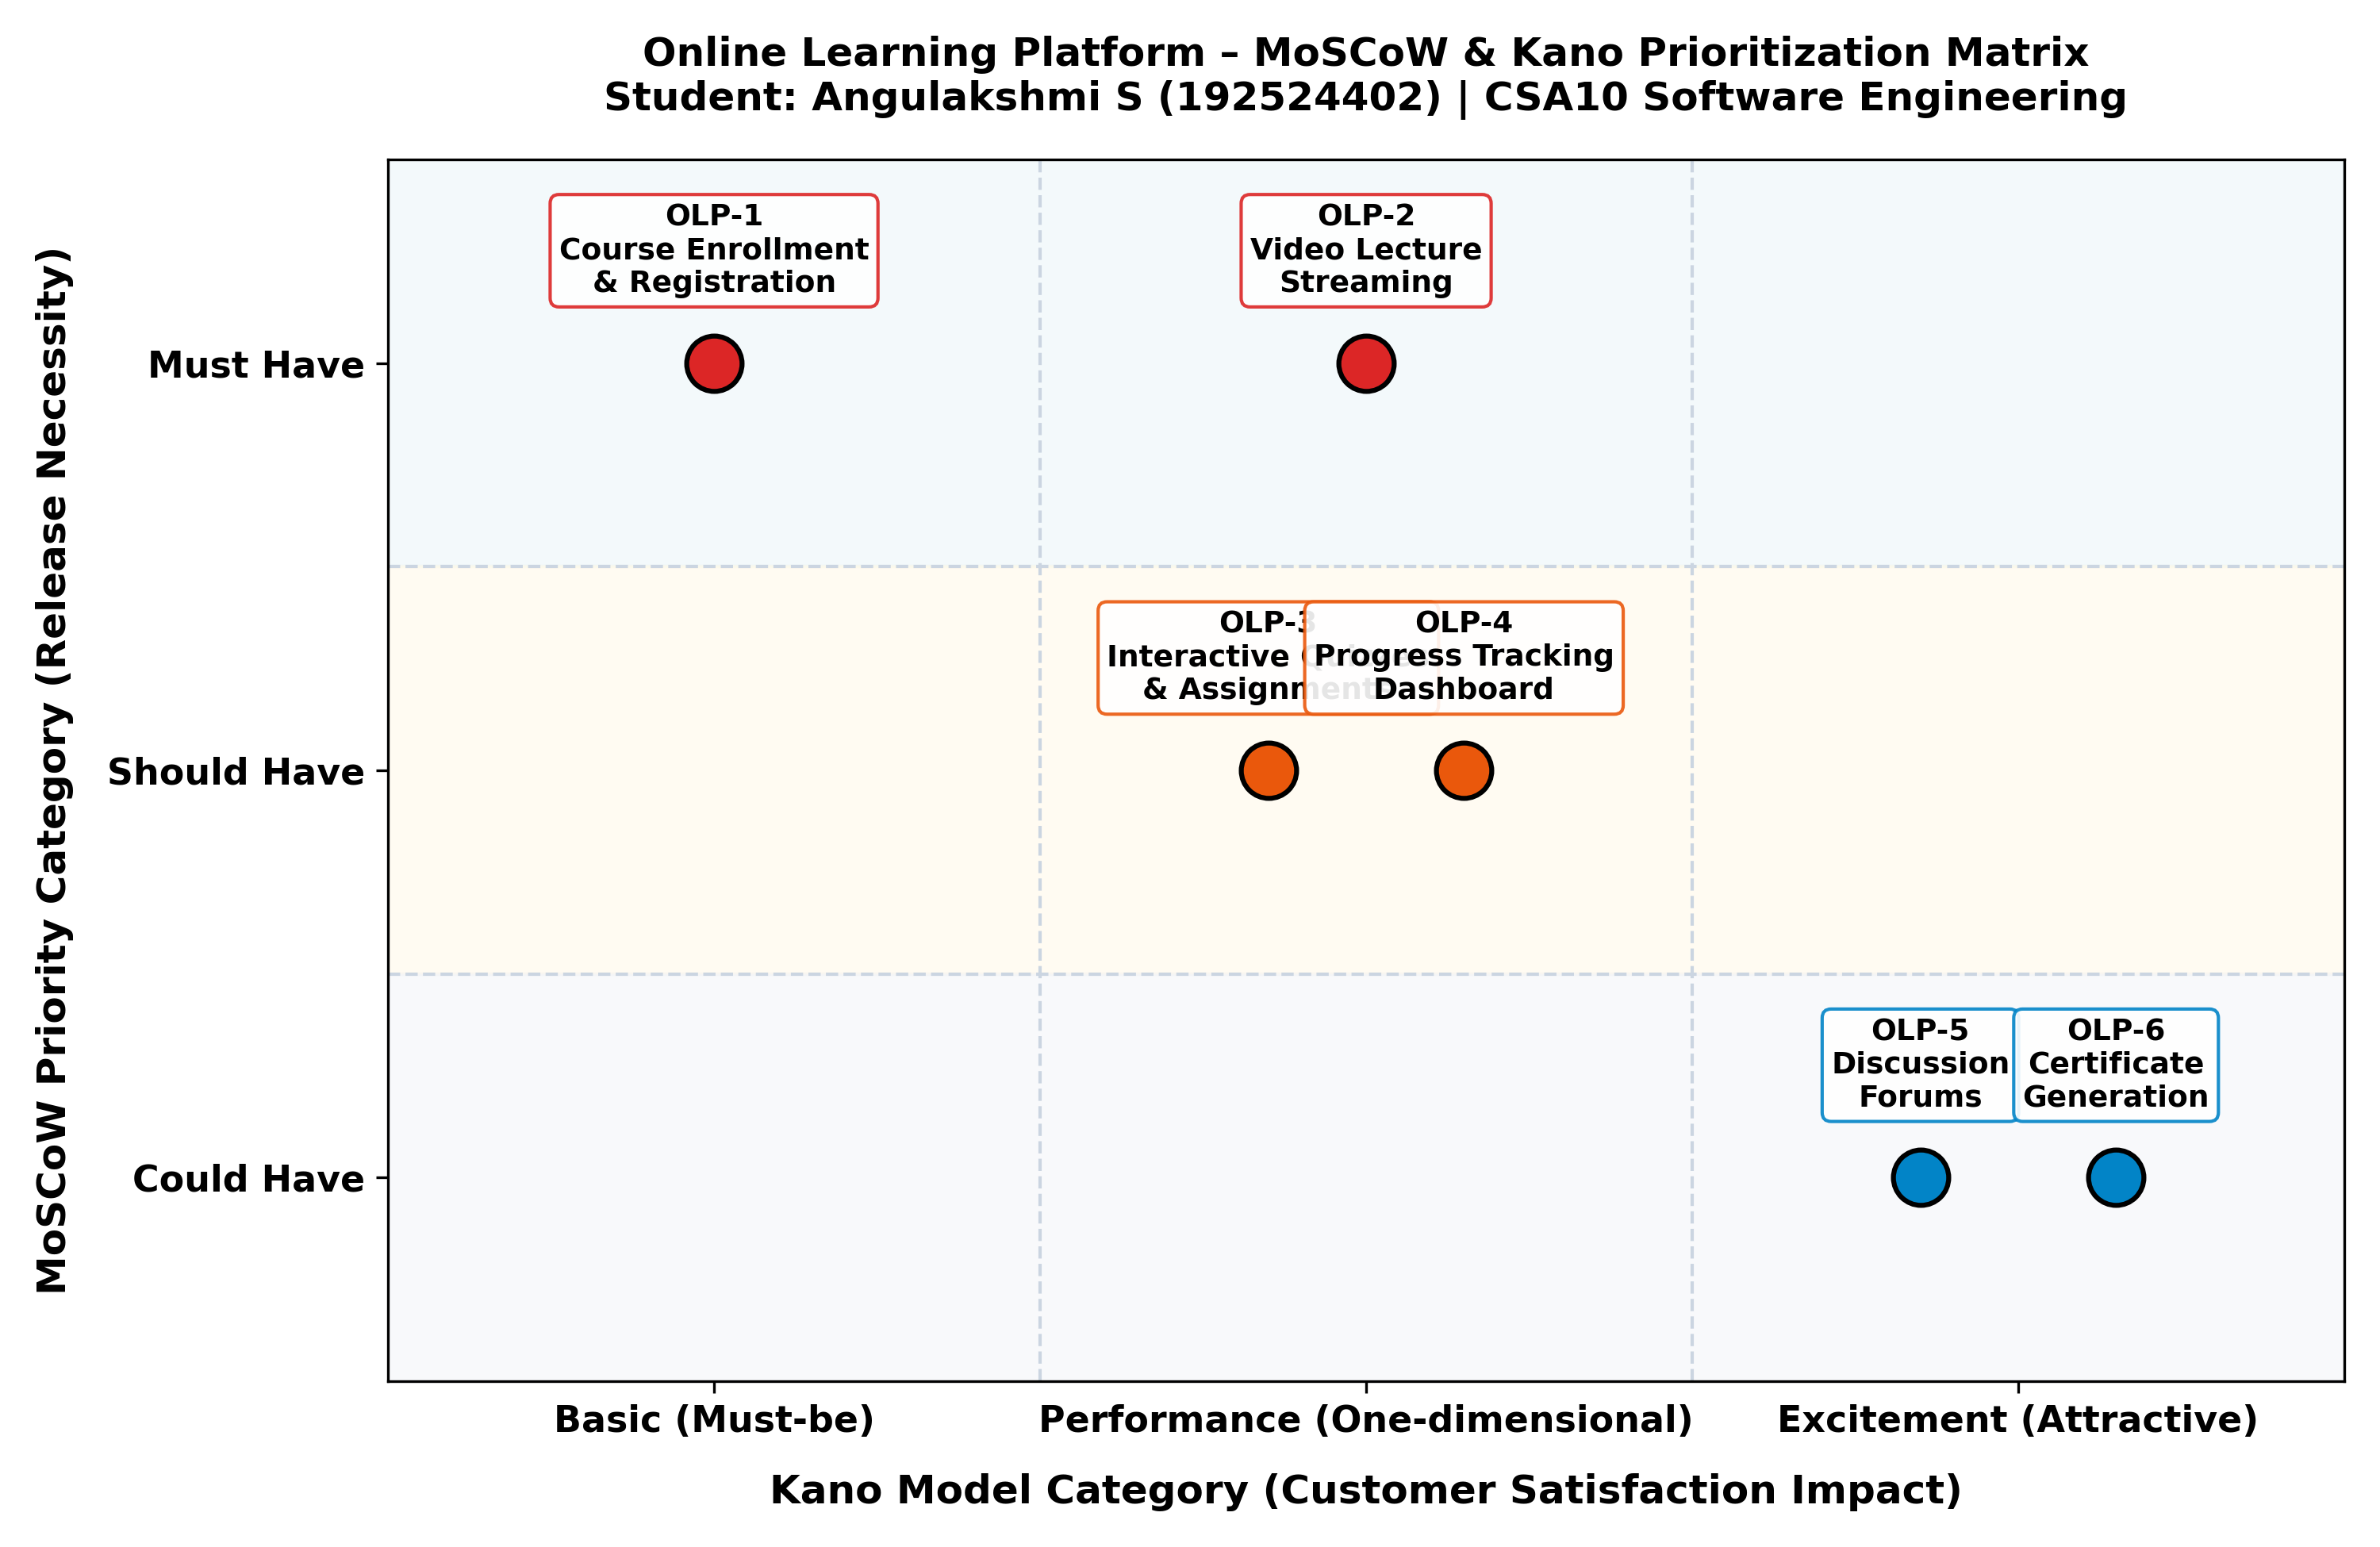 Online Learning Platform – MoSCoW & Kano Prioritization Matrix
Student: Angulakshmi S (192524402) | CSA10 Software Engineering
MoSCoW Priority Category (Release Necessity)
Must Have
Should Have
Could Have
OLP-1
Course Enrollment
& Registration
OLP-2
Video Lecture
Streaming
OLP-3
Interactive
& Assignment
OLP-4
Progress Tracking
Dashboard
OLP-5
Discussion
Forums
OLP-6
Certificate
Generation
Basic (Must-be)
Performance (One-dimensional)
Excitement (Attractive)
Kano Model Category (Customer Satisfaction Impact)